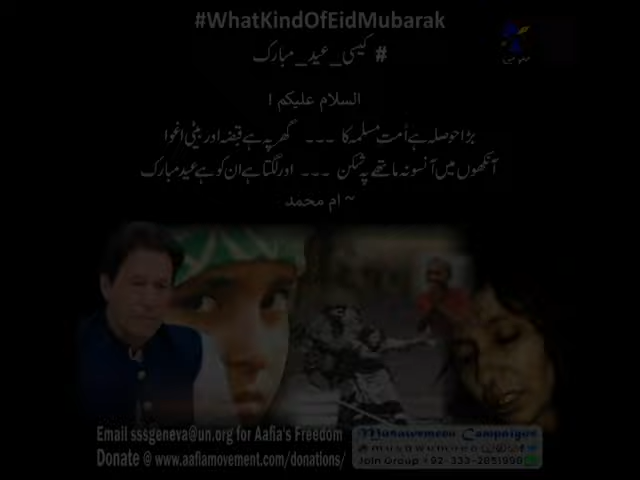 #WhatKindOfEidMubarak
# کیسی_عید_مبارک
السلام علیکم !
بڑا حوصلہ ہے اُمت مسلمہ کا --- گھر پہ ہے قبضہ اور بیٹی اغوا
آنکھوں میں آنسو نہ ماتھے پہ شکن --- اور لگتا ہے ان کو ہے عید مبارک
~ ام محمد
Email sssgeneva@un.org for Aafia's Freedom
Donate @ www.aafiamovement.com/donations/
Munawermeen Campaigns
Join Group +92-333-2851998